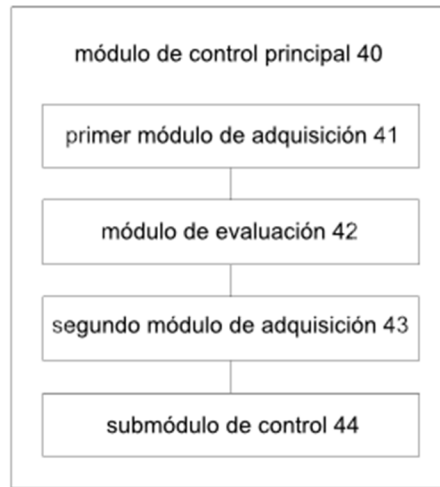 módulo de control principal 40
primer módulo de adquisición 41
módulo de evaluación 42
segundo módulo de adquisición 43
submódulo de control 44